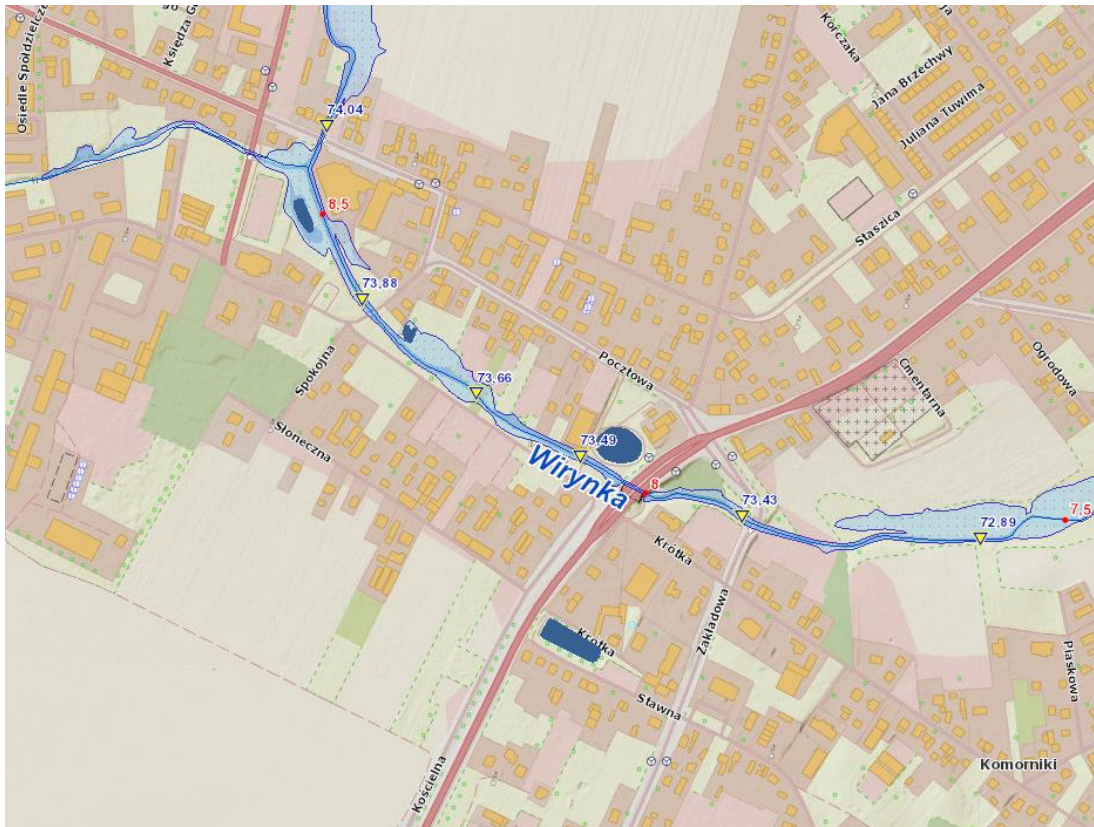 Osiedle Spółdzielcze
Księdza
Korczaka
Jana Brzechwy
Juliana Tuwima
74,04
8,5
Staszica
73,88
Spokojna
Pocztowa
Cmentarna
Ogrodowa
73,66
Słoneczna
73,49
Wirynka
8
73,43
7,5
72,89
Krótka
Zakładowa
Krótka
Piaskowa
Stawna
Komorniki
Kościelna